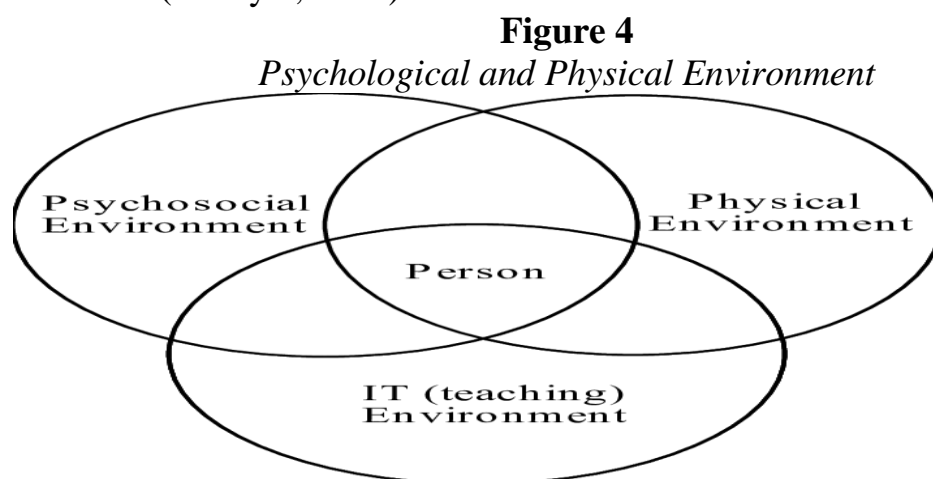 Figure 4
Psychological and Physical Environment
Psychosocial
Environment
Physical
Environment
Person
IT (teaching)
Environment